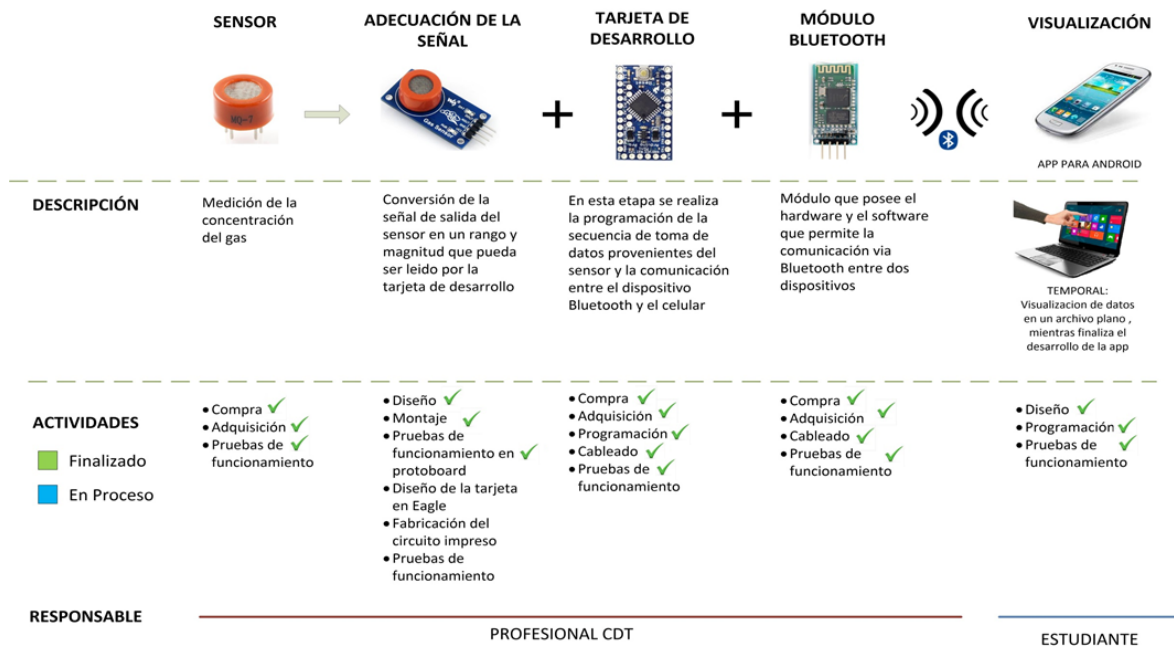 SENSOR
ADECUACIÓN DE LA
SEÑAL
TARJETA DE
DESARROLLO
MÓDULO
BLUETOOTH
VISUALIZACIÓN
MQ-7
Gas Sensor
APP PARA ANDROID
DESCRIPCIÓN
Medición de la
concentración
del gas
Conversión de la
señal de salida del
sensor en un rango y
magnitud que pueda
ser leido por la
tarjeta de desarrollo
En esta etapa se realiza
la programación de la
secuencia de toma de
datos provenientes del
sensor y la comunicación
entre el dispositivo
Bluetooth y el celular
Módulo que posee el
hardware y el software
que permite la
comunicación via
Bluetooth entre dos
dispositivos
TEMPORAL:
Visualizacion de datos
en un archivo plano ,
mientras finaliza el
desarrollo de la app
ACTIVIDADES
Finalizado
En Proceso
• Compra ✓
• Adquisición ✓
• Pruebas de ✓
funcionamiento
• Diseño ✓
• Montaje ✓
• Pruebas de
funcionamiento en ✓
protoboard
• Diseño de la tarjeta
en Eagle
• Fabricación del
circuito impreso
• Pruebas de
funcionamiento
• Compra ✓
• Adquisición ✓
• Programación ✓
• Cableado ✓
• Pruebas de ✓
funcionamiento
• Compra ✓
• Adquisición ✓
• Cableado ✓
• Pruebas de ✓
funcionamiento
• Diseño ✓
• Programación ✓
• Pruebas de ✓
funcionamiento
RESPONSABLE
PROFESIONAL CDT
ESTUDIANTE